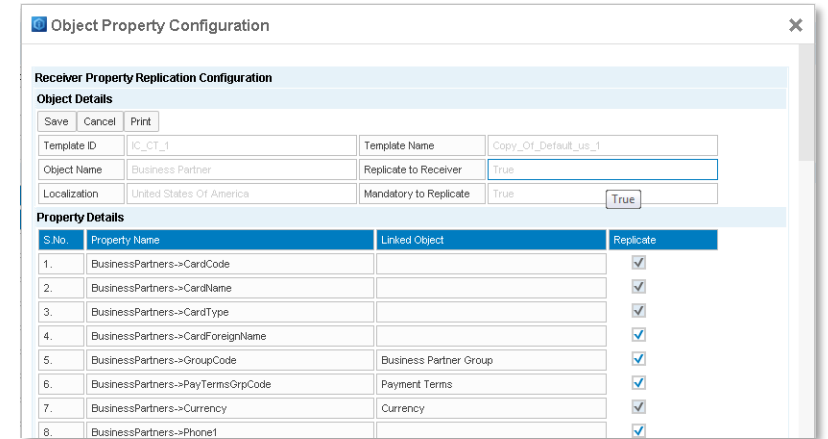 Object Property Configuration
Receiver Property Replication Configuration
Object Details
Save Cancel Print
Template ID IC_CT_1 Template Name Copy_Of_Default_us_1
Object Name Business Partner Replicate to Receiver True
Localization United States Of America Mandatory to Replicate True
True
Property Details
S.No. Property Name Linked Object Replicate
1. BusinessPartners->CardCode
2. BusinessPartners->CardName
3. BusinessPartners->CardType
4. BusinessPartners->CardForeignName
5. BusinessPartners->GroupCode Business Partner Group
6. BusinessPartners->PayTermsGrpCode Payment Terms
7. BusinessPartners->Currency Currency
8. BusinessPartners->Phone1